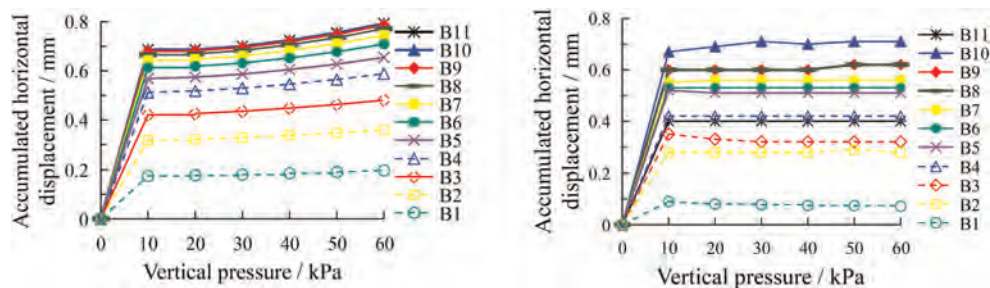 Accumulated horizontal
displacement / mm
0.8
0.6
0.4
0.2
0
0
10
20
30
40
50
60
Vertical pressure / kPa
B11
B10
B9
B8
B7
B6
B5
B4
B3
B2
B1
Accumulated horizontal
displacement / mm
0.8
0.6
0.4
0.2
0
0
10
20
30
40
50
60
Vertical pressure / kPa
B11
B10
B9
B8
B7
B6
B5
B4
B3
B2
B1